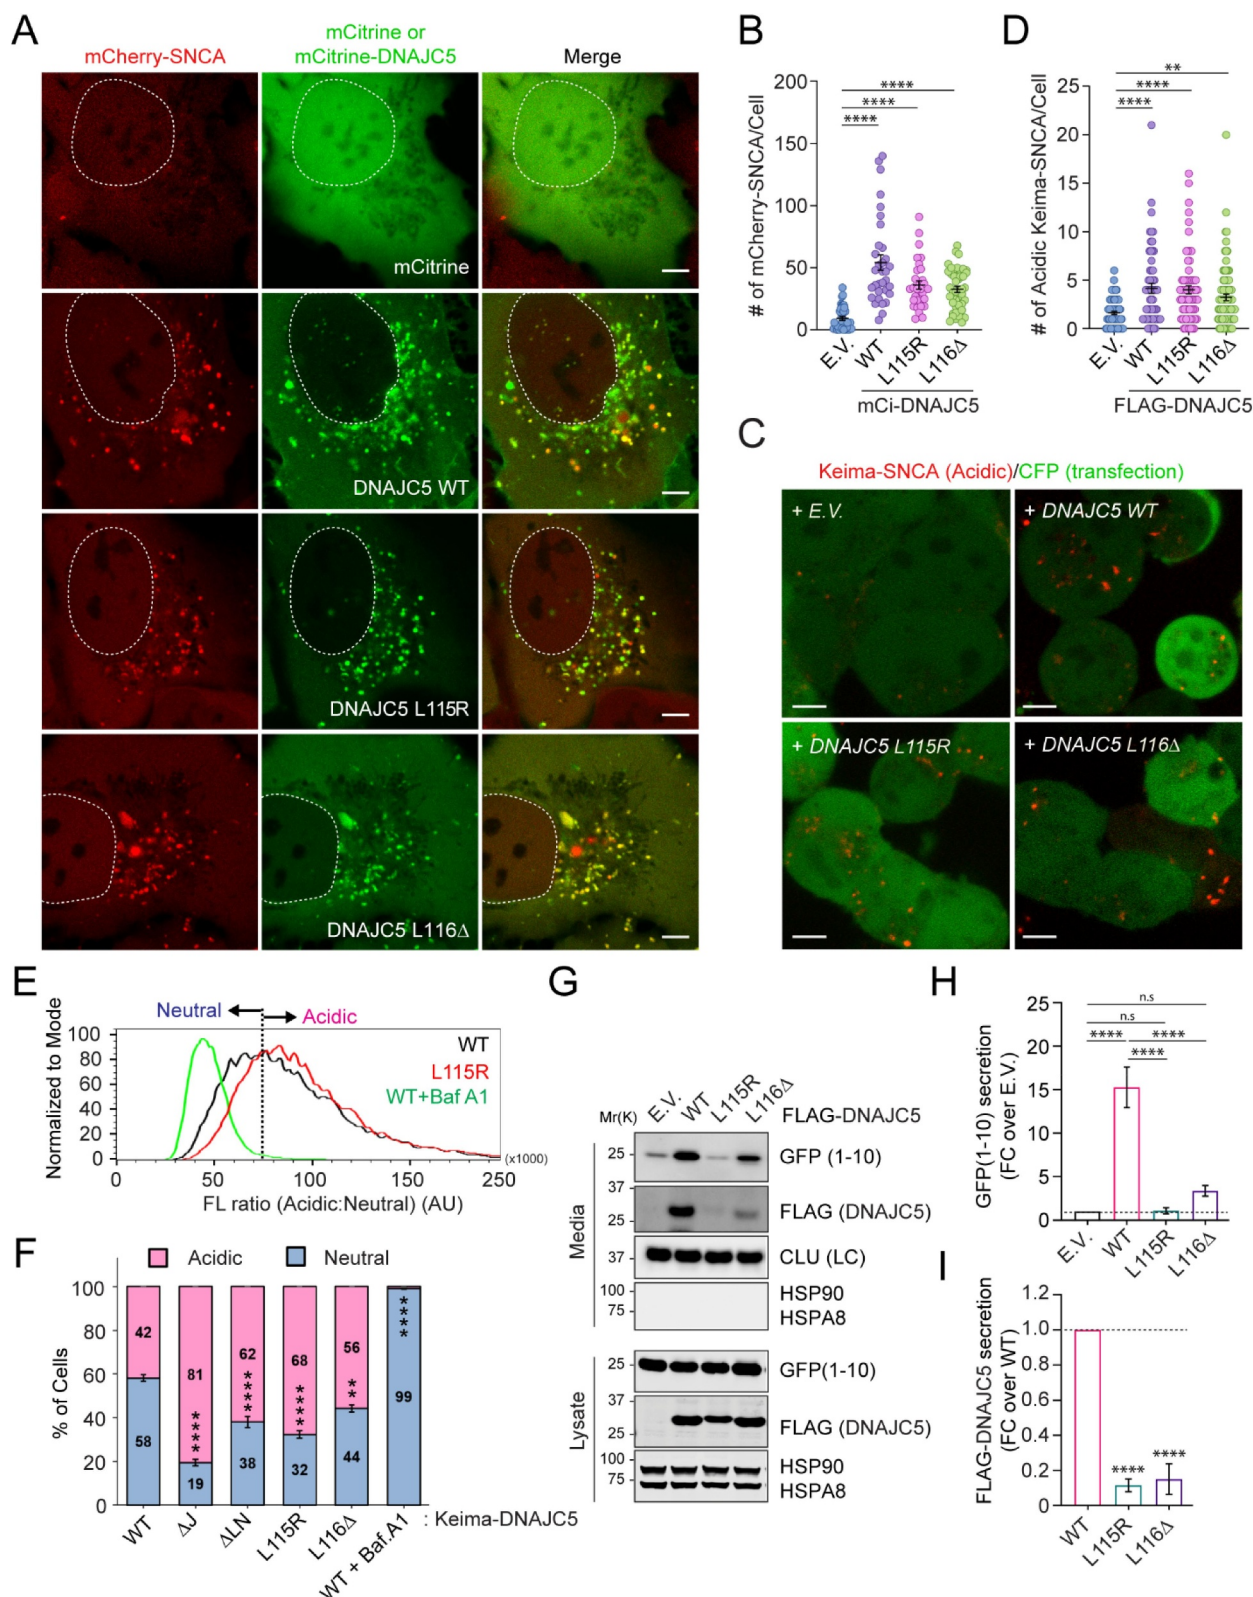 A
mCherry-SNCA
mCitrine or
mCitrine-DNAJC5
Merge
mCitrine
DNAJC5 WT
DNAJC5 L115R
DNAJC5 L116Δ
B
# of mCherry-SNCA/Cell
200
150
100
50
0
****
****
****
E.V.
WT
L115R
L116Δ
mCi-DNAJC5
D
# of Acidic Keima-SNCA/Cell
25
20
15
10
5
0
**
****
****
E.V.
WT
L115R
L116Δ
FLAG-DNAJC5
C
Keima-SNCA (Acidic)/CFP (transfection)
+ E.V.
+ DNAJC5 WT
+ DNAJC5 L115R
+ DNAJC5 L116Δ
E
Normalized to Mode
100
80
60
40
20
0
Neutral
Acidic
WT
L115R
WT+Baf A1
0
50
100
150
250
(x1000)
FL ratio (Acidic:Neutral) (AU)
F
Acidic
Neutral
% of Cells
100
80
60
40
20
0
42
58
81
****
19
62
****
38
68
****
32
56
**
44
****
99
WT
ΔJ
ΔLN
L115R
L116Δ
WT + Baf.A1
: Keima-DNAJC5
G
Mr(K)
E.V.
WT
L115R
L116Δ
FLAG-DNAJC5
Media
25
GFP (1-10)
37
25
FLAG (DNAJC5)
37
CLU (LC)
100
75
HSP90
HSPA8
Lysate
25
GFP(1-10)
37
25
FLAG (DNAJC5)
100
75
HSP90
HSPA8
H
GFP(1-10) secretion
(FC over E.V.)
25
20
15
10
5
0
n.s
n.s
**** ****
****
E.V.
WT
L115R
L116Δ
I
FLAG-DNAJC5 secretion
(FC over WT)
1.2
1.0
0.8
0.6
0.4
0.2
0
**** ****
WT
L115R
L116Δ